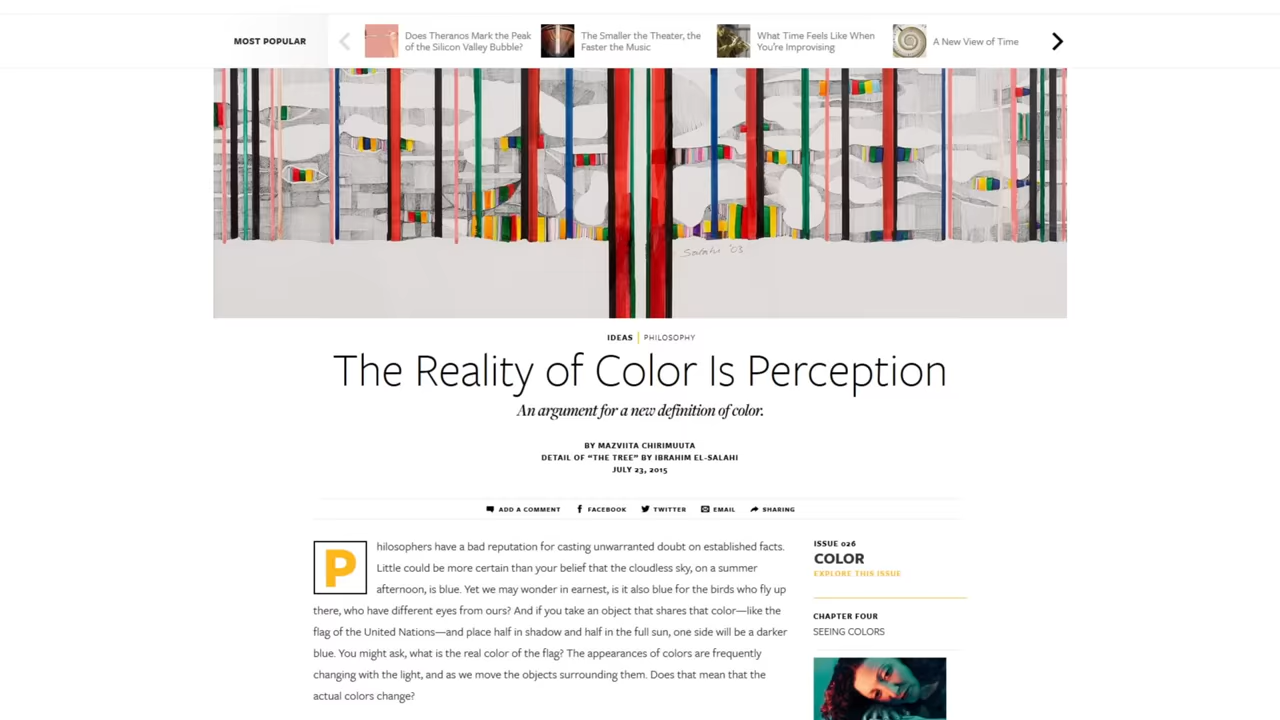 MOST POPULAR
Does Theranos Mark the Peak
of the Silicon Valley Bubble?
The Smaller the Theater, the
Faster the Music
What Time Feels Like When
You're Improvising
A New View of Time
Salahi '03
IDEAS | PHILOSOPHY
The Reality of Color Is Perception
An argument for a new definition of color.
BY MAZVIITA CHIRIMUUTA
DETAIL OF “THE TREE” BY IBRAHIM EL-SALAHI
JULY 23, 2015
ADD A COMMENT FACEBOOK TWITTER EMAIL SHARING
Philosophers have a bad reputation for casting unwarranted doubt on established facts.
Little could be more certain than your belief that the cloudless sky, on a summer
afternoon, is blue. Yet we may wonder in earnest, is it also blue for the birds who fly up
there, who have different eyes from ours? And if you take an object that shares that color—like the
flag of the United Nations—and place half in shadow and half in the full sun, one side will be a darker
blue. You might ask, what is the real color of the flag? The appearances of colors are frequently
changing with the light, and as we move the objects surrounding them. Does that mean that the
actual colors change?
ISSUE 026
COLOR
EXPLORE THIS ISSUE
CHAPTER FOUR
SEEING COLORS